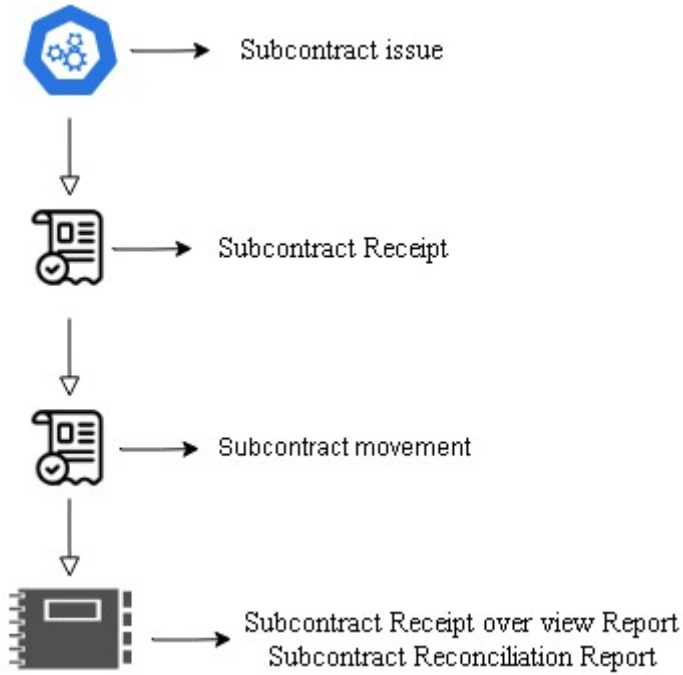 Subcontract issue
Subcontract Receipt
Subcontract movement
Subcontract Receipt over view Report
Subcontract Reconciliation Report